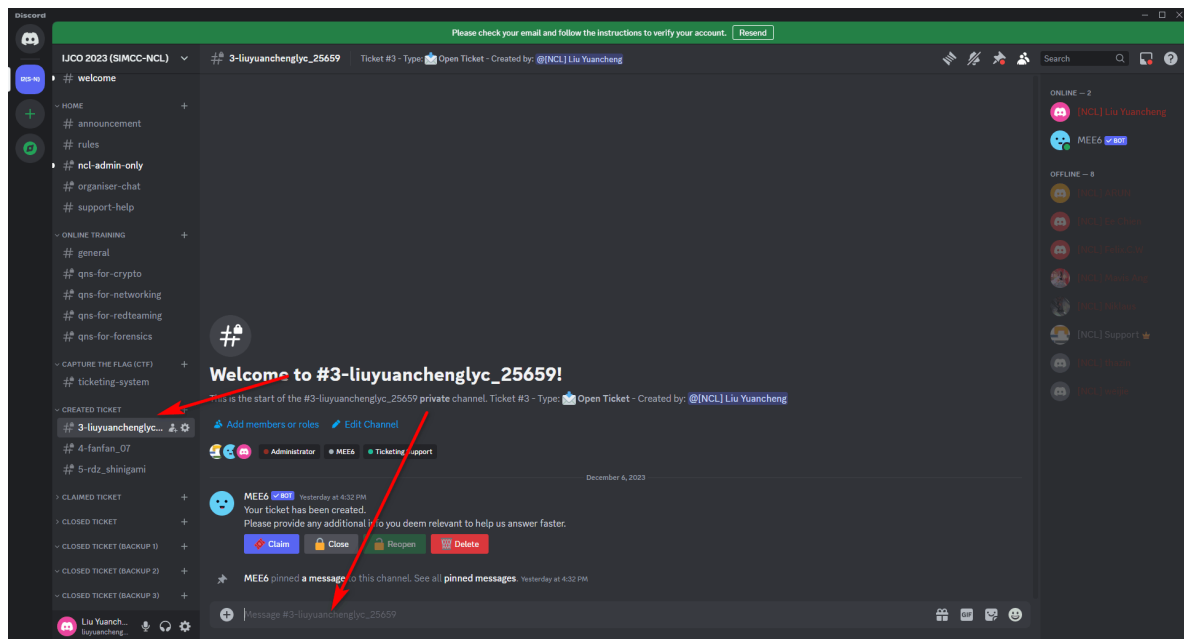 Discord
Please check your email and follow the instructions to verify your account. Resend
IJCO 2023 (SIMCC-NCL)
3-liuyuanchenglyc_25659 Ticket #3 - Type: Open Ticket - Created by: @[NCL] Liu Yuancheng
Search
I2(S-N)
# welcome
HOME
# announcement
# rules
# ncl-admin-only
# organiser-chat
# support-help
ONLINE TRAINING
# general
# qns-for-crypto
# qns-for-networking
# qns-for-redteaming
# qns-for-forensics
CAPTURE THE FLAG (CTF)
# ticketing-system
CREATED TICKET
# 3-liuyuanchenglyc...
# 4-fanfan_07
# 5-rdz_shinigami
CLAIMED TICKET
CLOSED TICKET
CLOSED TICKET (BACKUP 1)
CLOSED TICKET (BACKUP 2)
CLOSED TICKET (BACKUP 3)
Liu Yuanch...
liuyuancheng...
Welcome to #3-liuyuanchenglyc_25659!
This is the start of the #3-liuyuanchenglyc_25659 private channel. Ticket #3 - Type: Open Ticket - Created by: @[NCL] Liu Yuancheng
Add members or roles Edit Channel
Administrator MEE6 Ticketing Support
December 6, 2023
MEE6 BOT Yesterday at 4:32 PM
Your ticket has been created.
Please provide any additional info you deem relevant to help us answer faster.
Claim Close Reopen Delete
MEE6 pinned a message to this channel. See all pinned messages. Yesterday at 4:32 PM
Message #3-liuyuanchenglyc_25659
GIF
ONLINE — 2
[NCL] Liu Yuancheng
MEE6 BOT
OFFLINE — 8
[NCL] Support